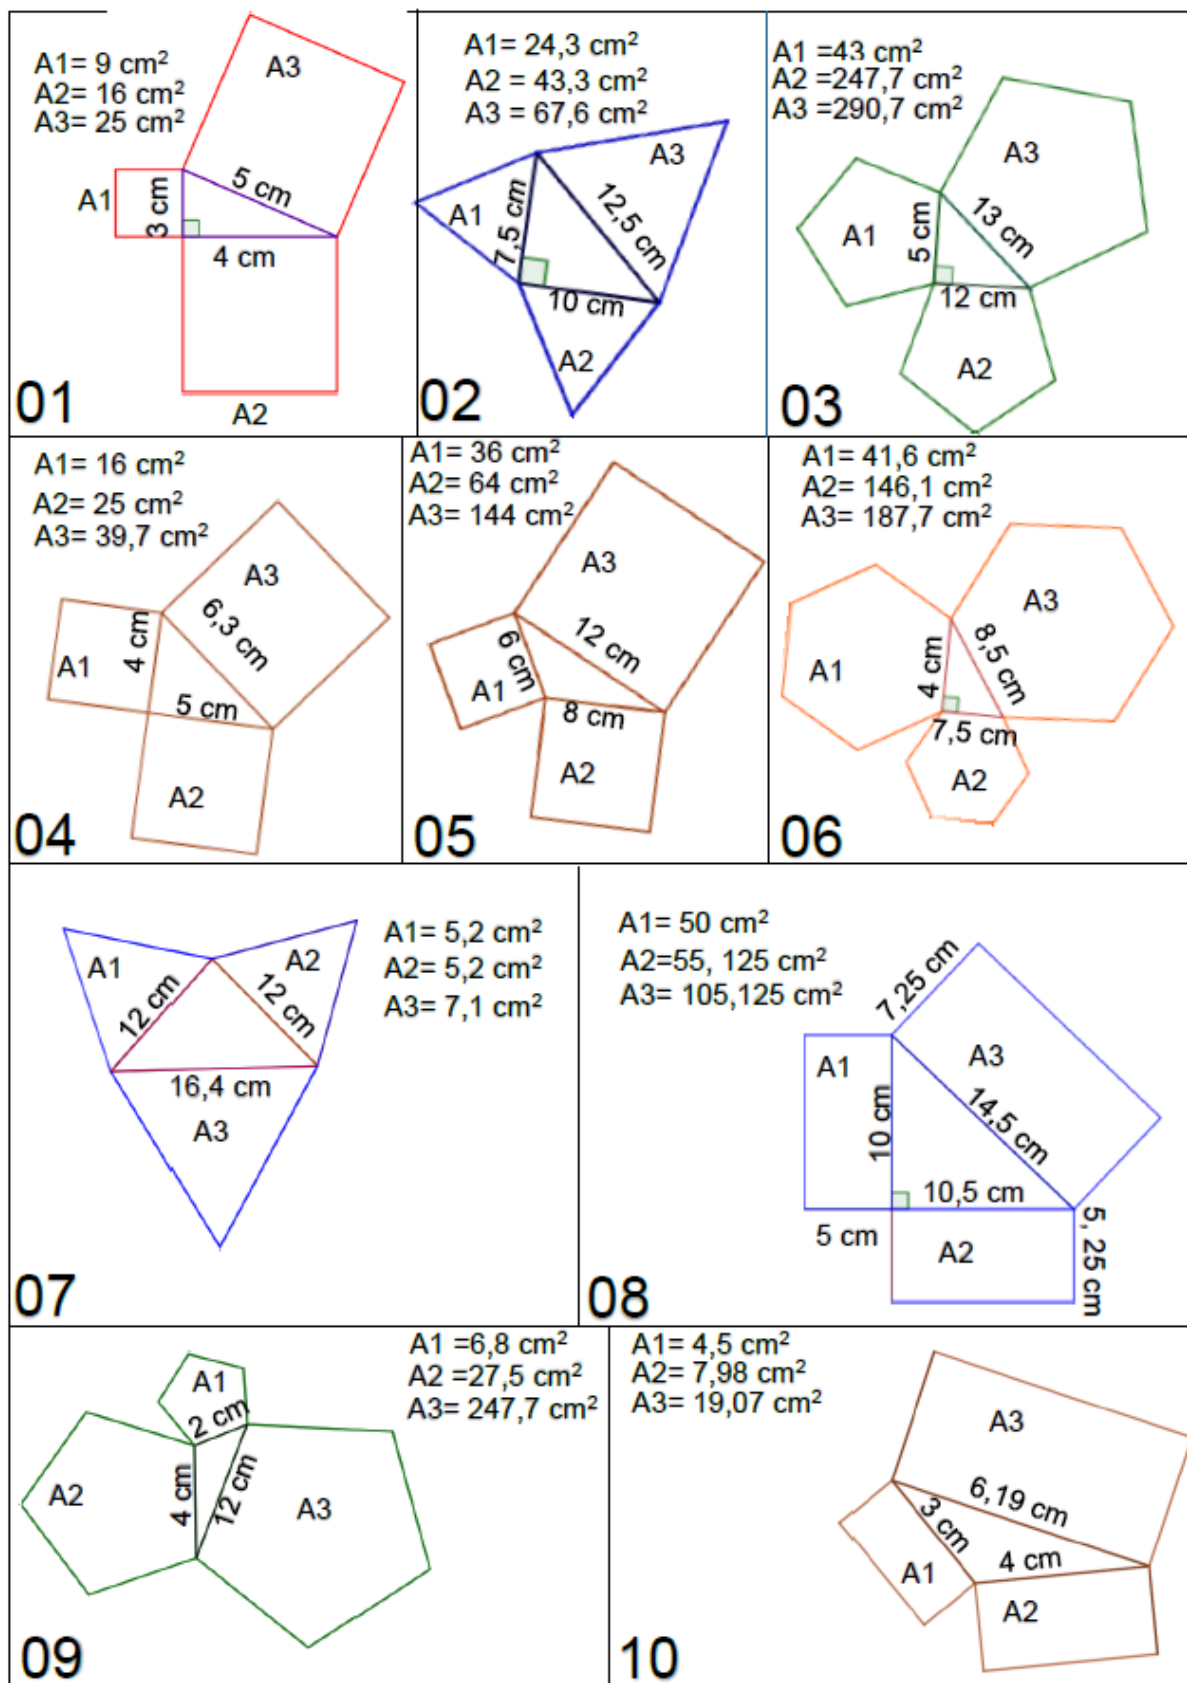 A1= 9 cm²
A2= 16 cm²
A3= 25 cm²
A3
A1
3 cm
5 cm
4 cm
A2
01
A1= 24,3 cm²
A2 = 43,3 cm²
A3 = 67,6 cm²
A3
A1
7,5 cm
12,5 cm
10 cm
A2
02
A1 =43 cm²
A2 =247,7 cm²
A3 =290,7 cm²
A3
A1
5 cm
13 cm
12 cm
A2
03
A1= 16 cm²
A2= 25 cm²
A3= 39,7 cm²
A3
A1
4 cm
6,3 cm
5 cm
A2
04
A1= 36 cm²
A2= 64 cm²
A3= 144 cm²
A3
A1
6 cm
12 cm
8 cm
A2
05
A1= 41,6 cm²
A2= 146,1 cm²
A3= 187,7 cm²
A3
A1
4 cm
8,5 cm
7,5 cm
A2
06
A1= 5,2 cm²
A2= 5,2 cm²
A3= 7,1 cm²
A1
A2
12 cm
12 cm
16,4 cm
A3
07
A1= 50 cm²
A2=55, 125 cm²
A3= 105,125 cm²
7,25 cm
A1
A3
10 cm
14,5 cm
10,5 cm
5 cm
A2
5, 25 cm
08
A1 =6,8 cm²
A2 =27,5 cm²
A3= 247,7 cm²
A1
2 cm
A2
4 cm
12 cm
A3
09
A1= 4,5 cm²
A2= 7,98 cm²
A3= 19,07 cm²
A3
6,19 cm
3 cm
4 cm
A1
A2
10